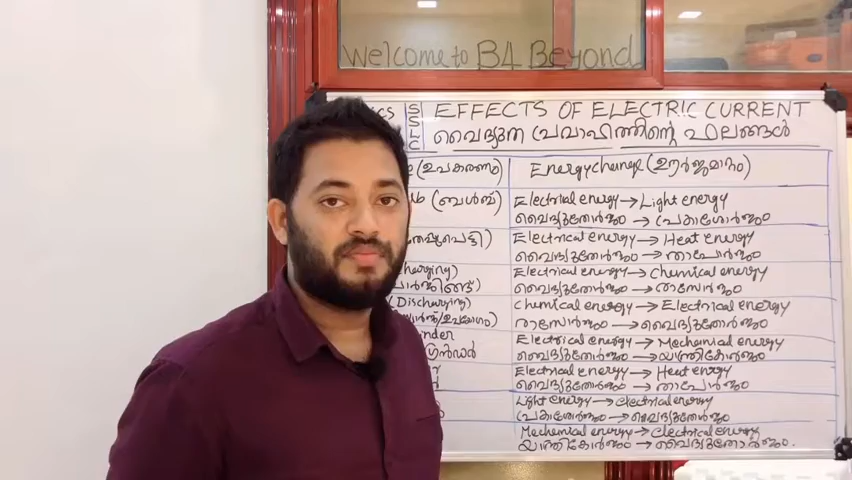 Welcome to B4 Beyond
SSLC
EFFECTS OF ELECTRIC CURRENT
വൈദ്യുത പ്രവാഹത്തിന്റെ ഫലങ്ങൾ
(ഉപകരണം) Energy change (ഊർജ്ജമാറ്റം)
(ബൾബ്) Electrical energy → Light energy
വൈദ്യുതോർജ്ജം → പ്രകാശോർജ്ജം
Electrical energy → Heat energy
വൈദ്യുതോർജ്ജം → താപോർജ്ജം
Electrical energy → Chemical energy
വൈദ്യുതോർജ്ജം → രാസോർജ്ജം
(Discharging) Chemical energy → Electrical energy
രാസോർജ്ജം → വൈദ്യുതോർജ്ജം
Electrical energy → Mechanical energy
വൈദ്യുതോർജ്ജം → യാന്ത്രികോർജ്ജം
Electrical energy → Heat energy
വൈദ്യുതോർജ്ജം → താപോർജ്ജം
Light energy → electrical energy
പ്രകാശോർജ്ജം → വൈദ്യുതോർജ്ജം
Mechanical energy → Electrical energy
യാന്ത്രികോർജ്ജം → വൈദ്യുതോർജ്ജം.